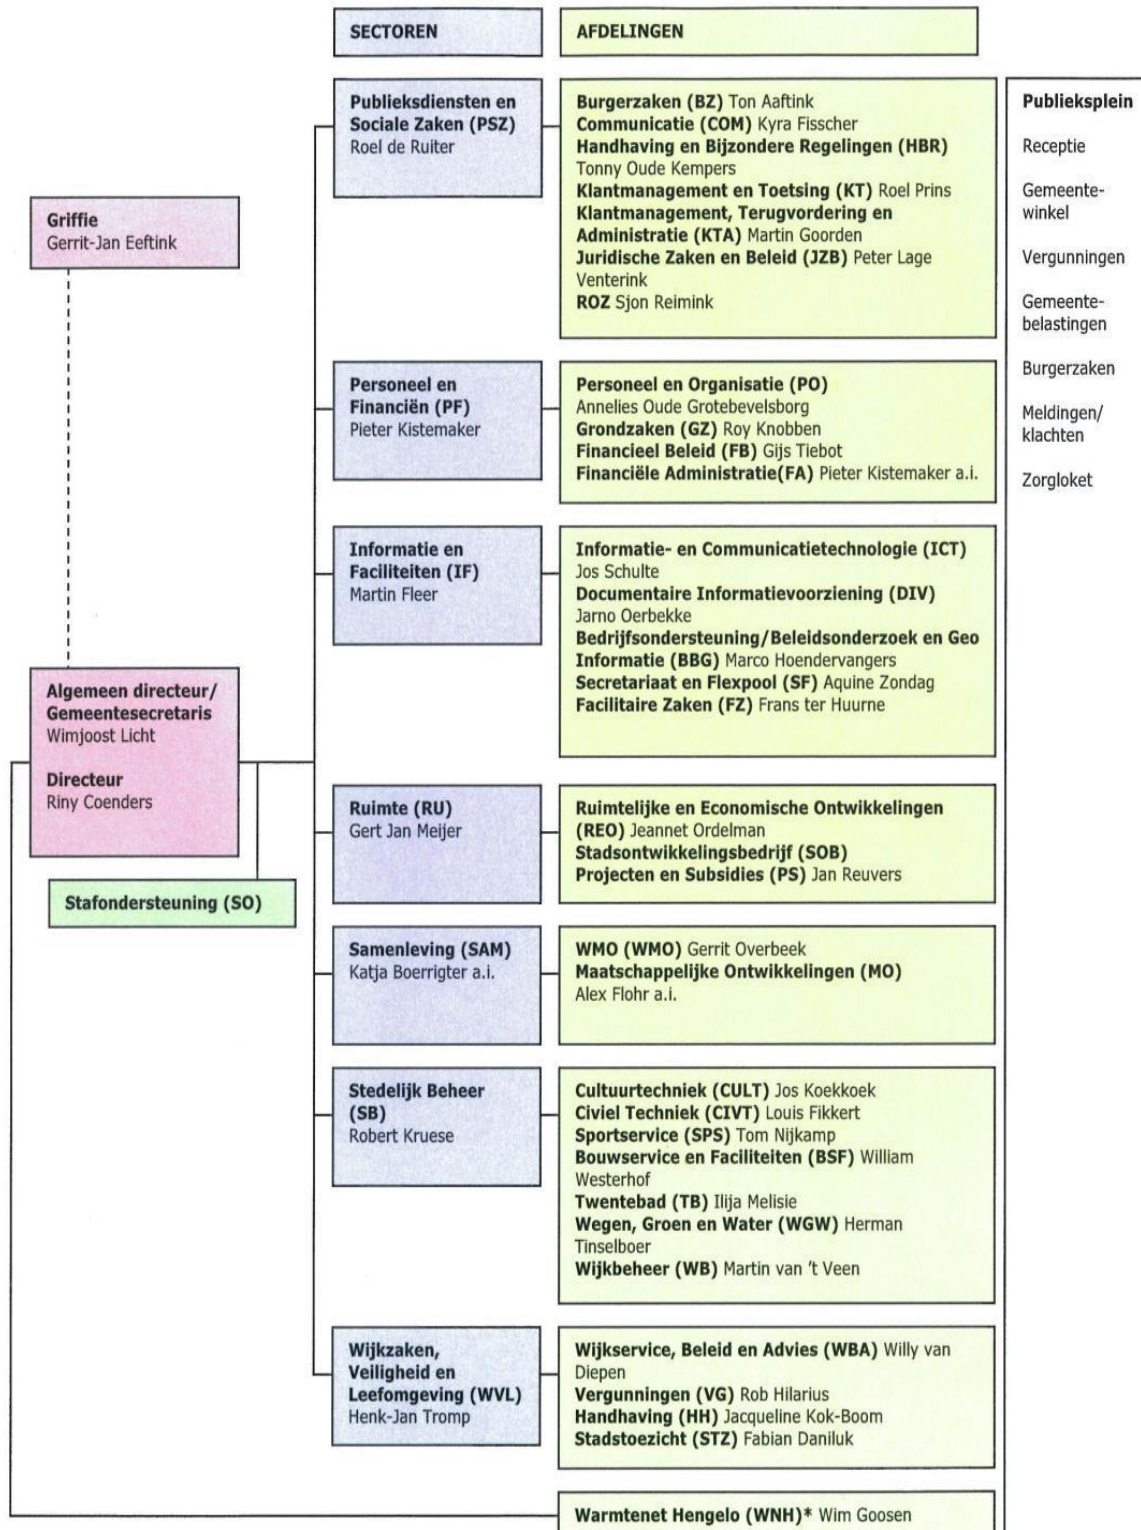 SECTOREN
AFDELINGEN
Publieksdiensten en
Sociale Zaken (PSZ)
Roel de Ruiter
Burgerzaken (BZ) Ton Aaftink
Communicatie (COM) Kyra Fisscher
Handhaving en Bijzondere Regelingen (HBR)
Tonny Oude Kempers
Klantmanagement en Toetsing (KT) Roel Prins
Klantmanagement, Terugvordering en
Administratie (KTA) Martin Goorden
Juridische Zaken en Beleid (JZB) Peter Lage
Venterink
ROZ Sjon Reimink
Publieksplein
Receptie
Gemeente-
winkel
Vergunningen
Gemeente-
belastingen
Burgerzaken
Meldingen/
klachten
Zorgloket
Griffie
Gerrit-Jan Eeftink
Personeel en
Financiën (PF)
Pieter Kistemaker
Personeel en Organisatie (PO)
Annelies Oude Grotebevelsborg
Grondzaken (GZ) Roy Knobben
Financieel Beleid (FB) Gijs Tiebot
Financiële Administratie(FA) Pieter Kistemaker a.i.
Informatie en
Faciliteiten (IF)
Martin Fleer
Informatie- en Communicatietechnologie (ICT)
Jos Schulte
Documentaire Informatievoorziening (DIV)
Jarno Oerbekke
Bedrijfsondersteuning/Beleidsonderzoek en Geo
Informatie (BBG) Marco Hoendervangers
Secretariaat en Flexpool (SF) Aquine Zondag
Facilitaire Zaken (FZ) Frans ter Huurne
Algemeen directeur/
Gemeentesecretaris
Wimjoost Licht
Directeur
Riny Coenders
Stafondersteuning (SO)
Ruimte (RU)
Gert Jan Meijer
Ruimtelijke en Economische Ontwikkelingen
(REO) Jeannet Ordelman
Stadsontwikkelingsbedrijf (SOB)
Projecten en Subsidies (PS) Jan Reuvers
Samenleving (SAM)
Katja Boerrigter a.i.
WMO (WMO) Gerrit Overbeek
Maatschappelijke Ontwikkelingen (MO)
Alex Flohr a.i.
Stedelijk Beheer
(SB)
Robert Kruese
Cultuurtechniek (CULT) Jos Koekkoek
Civiel Techniek (CIVT) Louis Fikkert
Sportservice (SPS) Tom Nijkamp
Bouwservice en Faciliteiten (BSF) William
Westerhof
Twentebad (TB) Ilija Melisie
Wegen, Groen en Water (WGW) Herman
Tinselboer
Wijkbeheer (WB) Martin van 't Veen
Wijkzaken,
Veiligheid en
Leefomgeving (WVL)
Henk-Jan Tromp
Wijkservice, Beleid en Advies (WBA) Willy van
Diepen
Vergunningen (VG) Rob Hilarius
Handhaving (HH) Jacqueline Kok-Boom
Stadstoezicht (STZ) Fabian Daniluk
Warmtenet Hengelo (WNH)* Wim Goosen